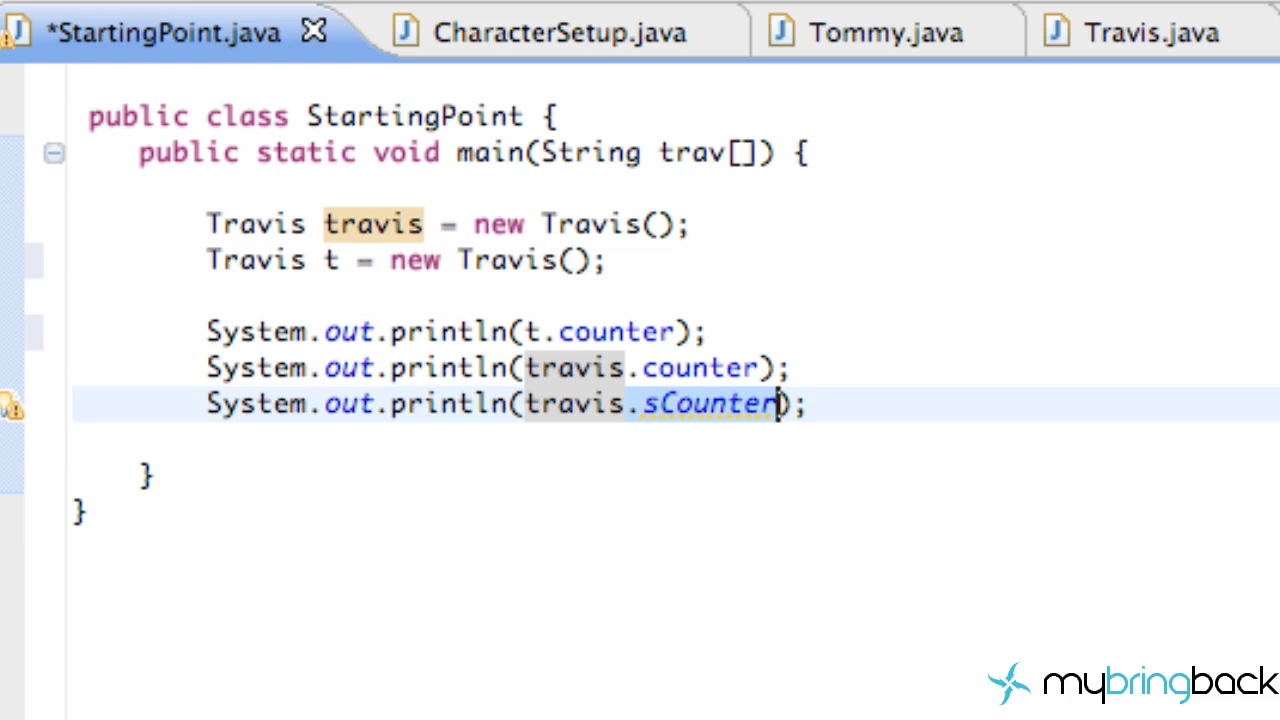 *StartingPoint.java
CharacterSetup.java
Tommy.java
Travis.java
public class StartingPoint {
public static void main(String trav[]) {
Travis travis = new Travis();
Travis t = new Travis();
System.out.println(t.counter);
System.out.println(travis.counter);
System.out.println(travis.sCounter);
}
}
mybringback